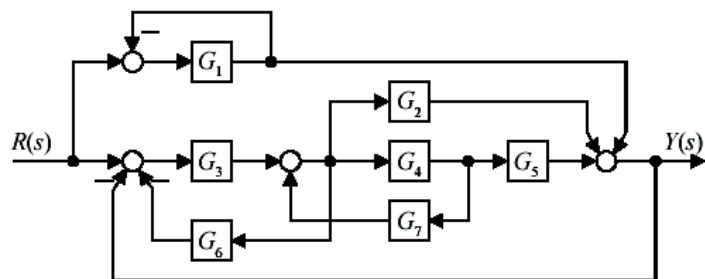 −
G₁
G₂
R(s)
Y(s)
G₃
G₄
G₅
− −
G₆
G₇